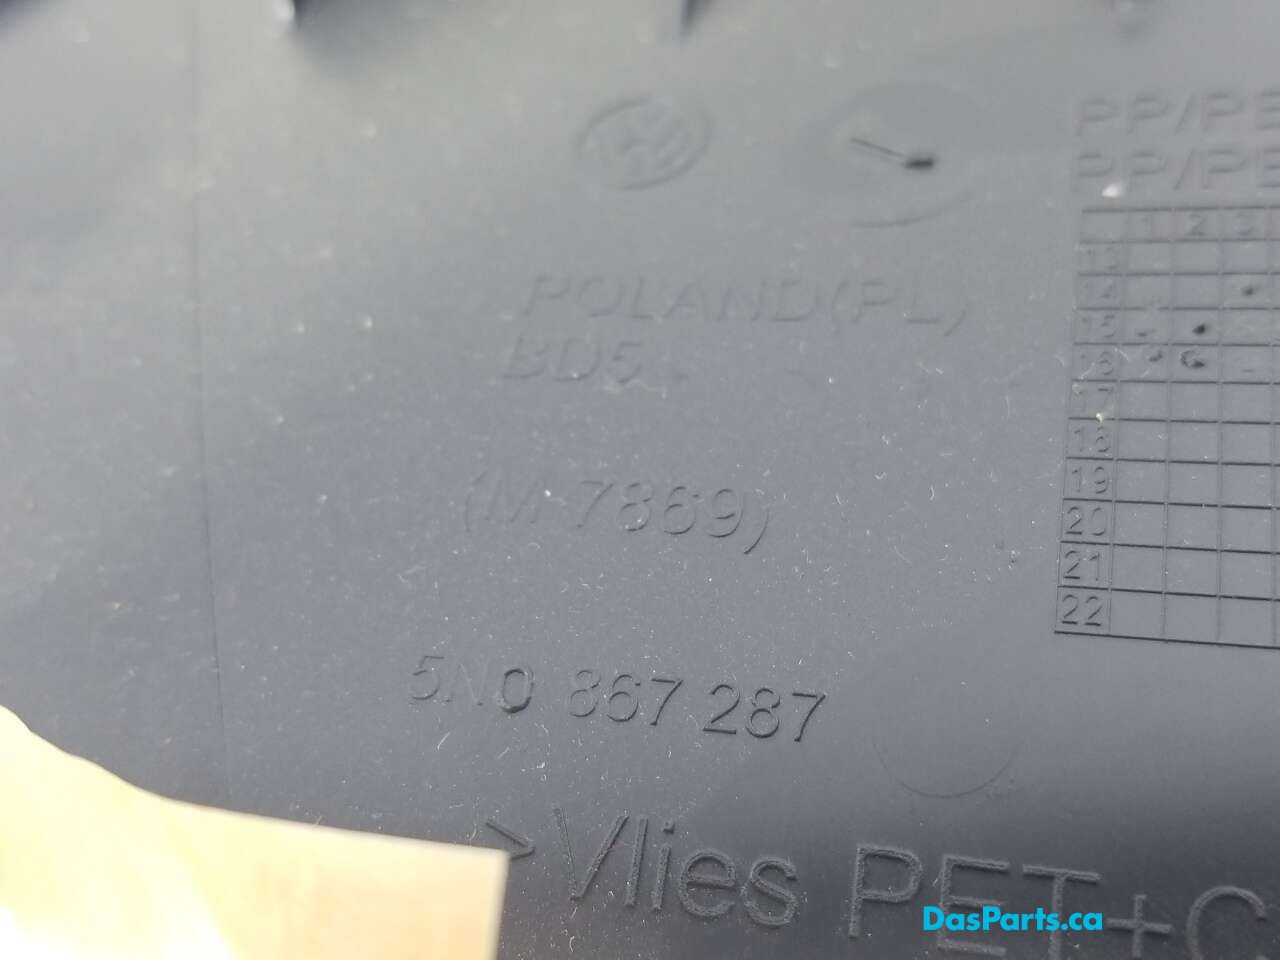 PP/PE
PP/PE
POLAND(PL)
BD5
1 2 3
13
14
15
16
17
18
19
20
21
22
(M 7869)
5N0 867 287
>Vlies PET+C
DasParts.ca